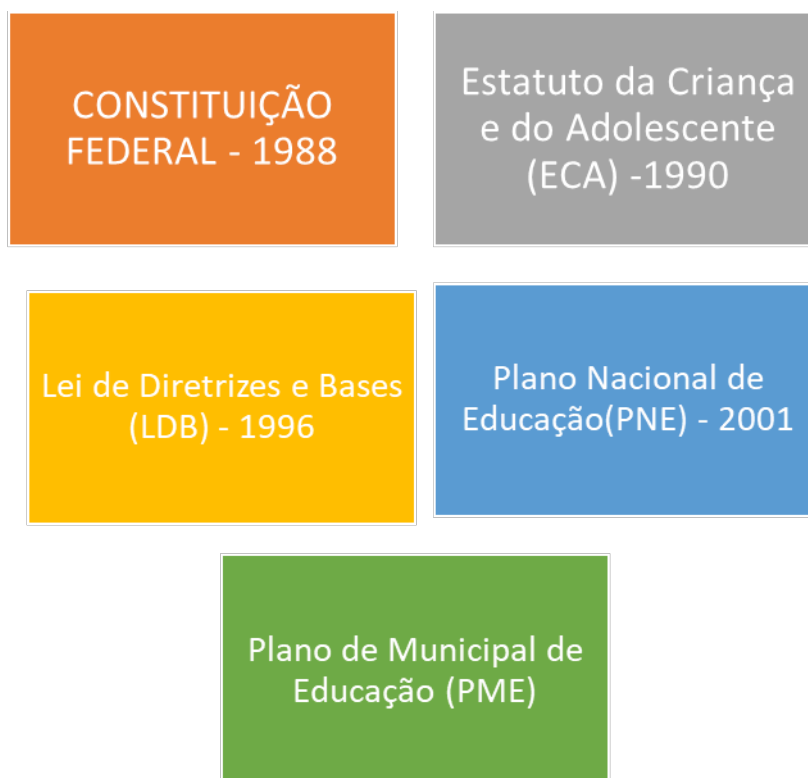 CONSTITUIÇÃO
FEDERAL - 1988
Estatuto da Criança
e do Adolescente
(ECA) -1990
Lei de Diretrizes e Bases
(LDB) - 1996
Plano Nacional de
Educação(PNE) - 2001
Plano de Municipal de
Educação (PME)